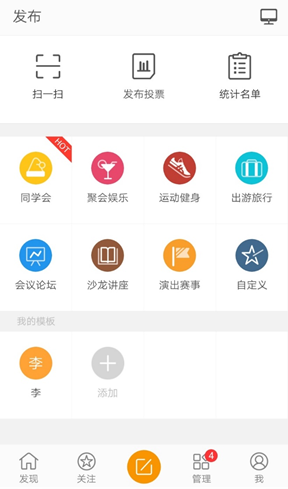 发布
扫一扫 发布投票 统计名单
HOT
同学会 聚会娱乐 运动健身 出游旅行
会议论坛 沙龙讲座 演出赛事 自定义
我的模板
李
李 添加
4
发现 关注 管理 我